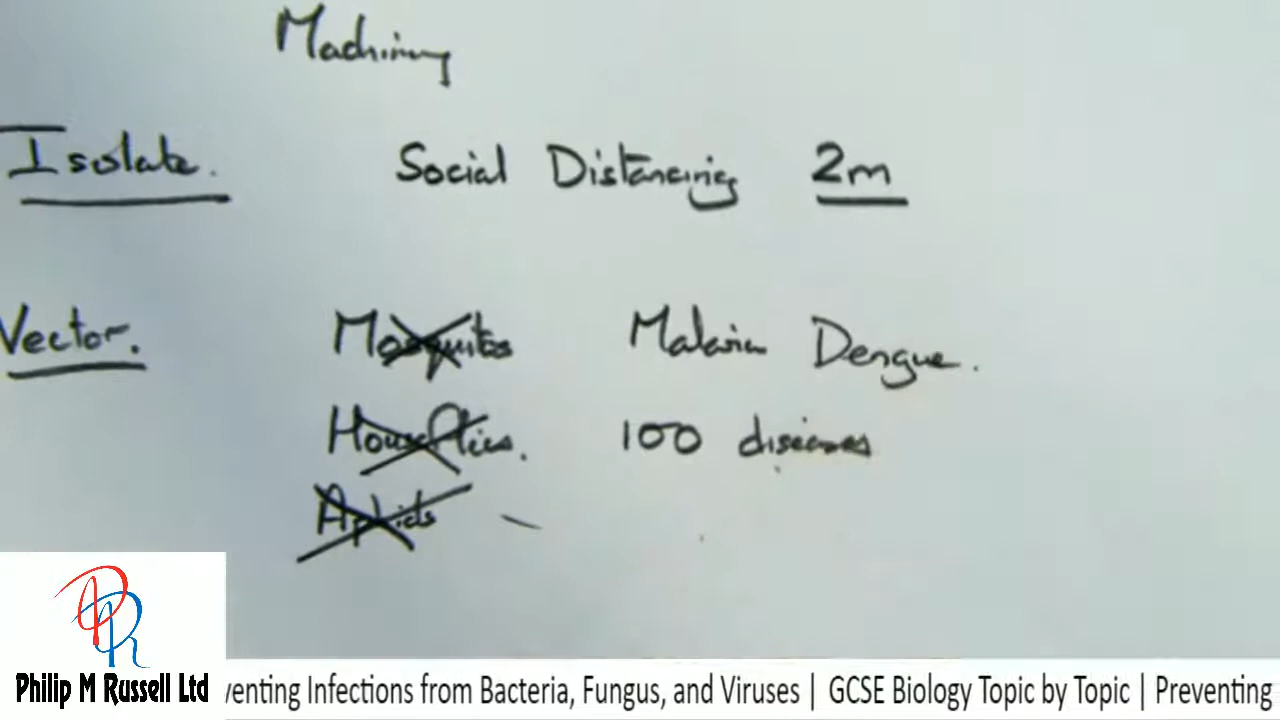 Machinery
Isolate. Social Distancing 2m
Vector. Mosquitos Malaria Dengue.
Houseflies. 100 diseases
Aphids
Philip M Russell Ltd
venting Infections from Bacteria, Fungus, and Viruses | GCSE Biology Topic by Topic | Preventing